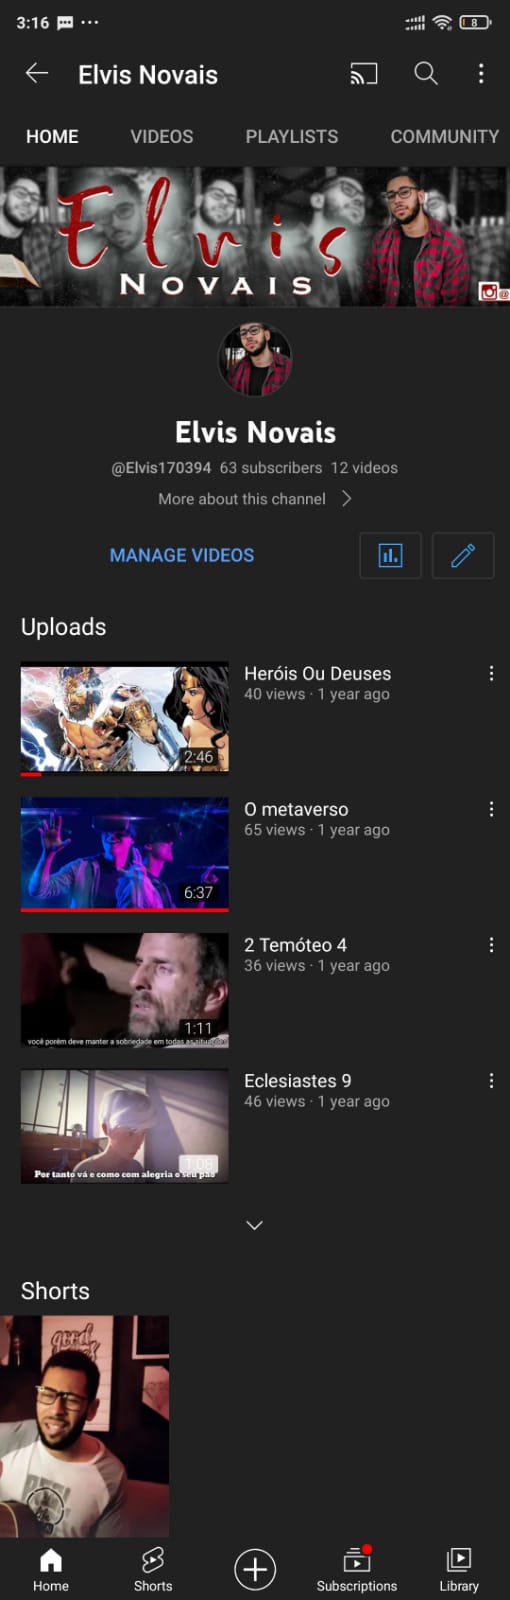 3:16
8
Elvis Novais
HOME VIDEOS PLAYLISTS COMMUNITY
Elvis
NOVAIS
@
Elvis Novais
@Elvis170394 63 subscribers 12 videos
More about this channel
MANAGE VIDEOS
Uploads
Heróis Ou Deuses
40 views · 1 year ago
2:46
O metaverso
65 views · 1 year ago
6:37
2 Temóteo 4
36 views · 1 year ago
1:11
você porém deve manter a sobriedade em todas as situações
Eclesiastes 9
46 views · 1 year ago
1:08
Por tanto vá e como com alegria o seu pão
Shorts
good
Home Shorts Subscriptions Library